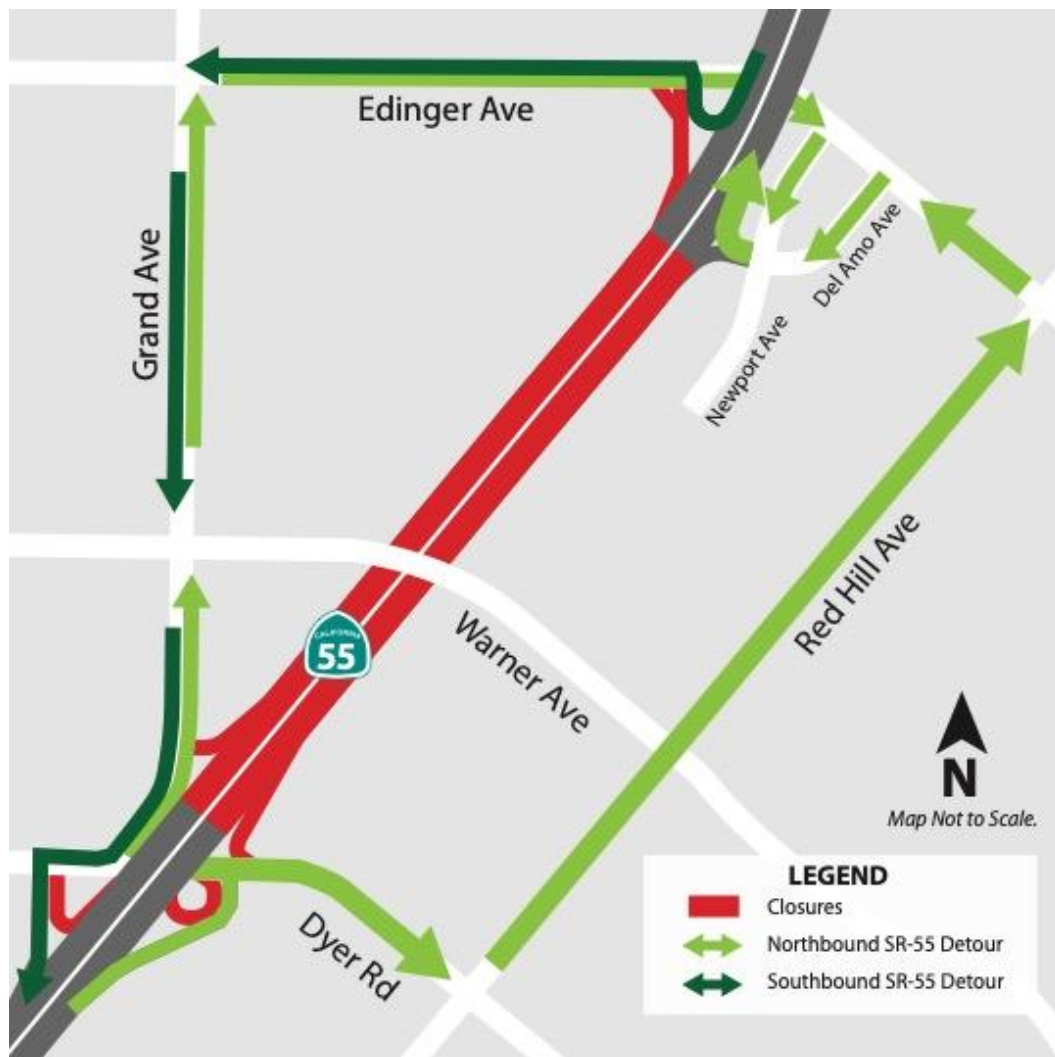 Edinger Ave
Grand Ave
Del Amo Ave
Newport Ave
Red Hill Ave
CALIFORNIA
55
Warner Ave
N
Map Not to Scale.
Dyer Rd
LEGEND
Closures
Northbound SR-55 Detour
Southbound SR-55 Detour